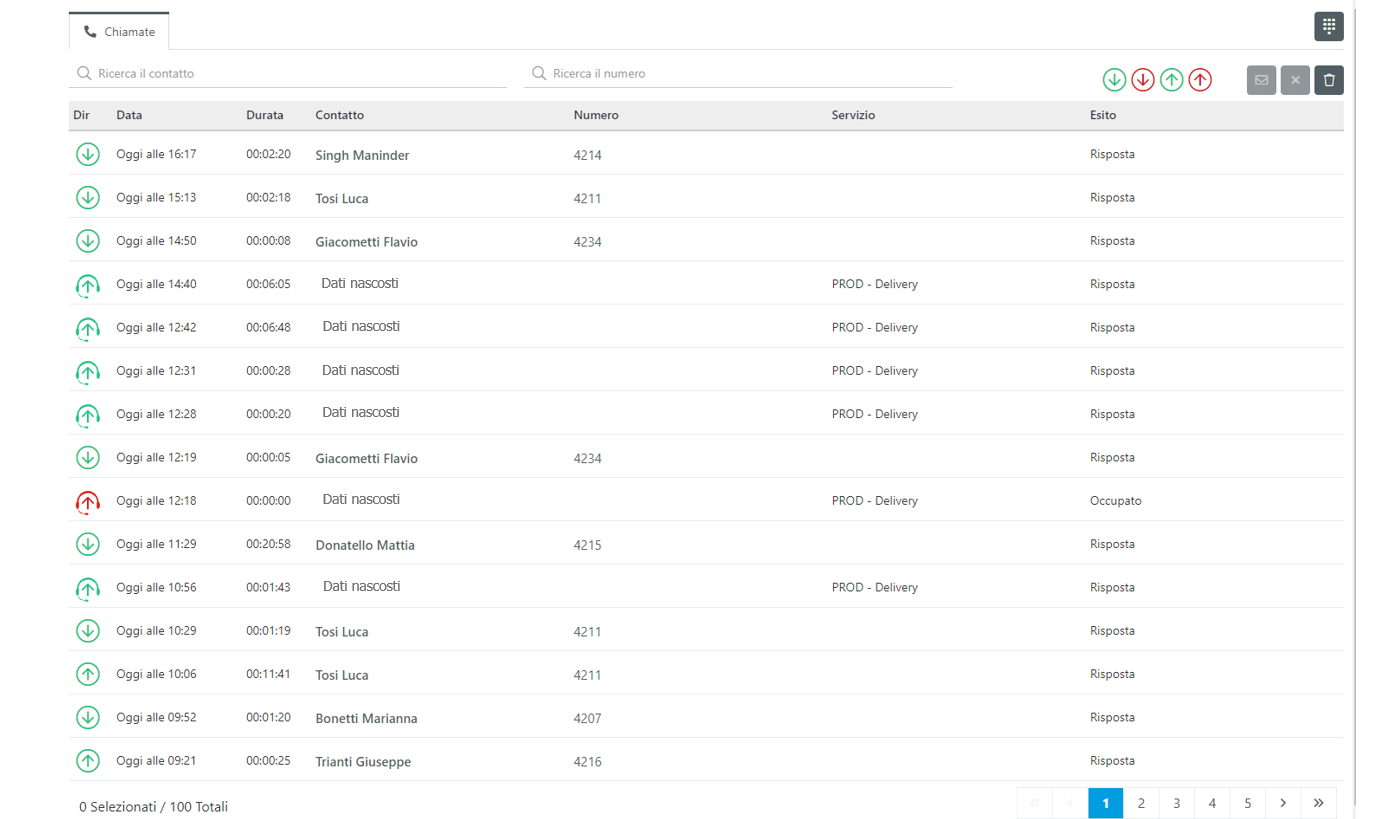 Chiamate
Ricerca il contatto Ricerca il numero
Dir Data Durata Contatto Numero Servizio Esito
Oggi alle 16:17 00:02:20 Singh Maninder 4214 Risposta
Oggi alle 15:13 00:02:18 Tosi Luca 4211 Risposta
Oggi alle 14:50 00:00:08 Giacometti Flavio 4234 Risposta
Oggi alle 14:40 00:06:05 Dati nascosti PROD - Delivery Risposta
Oggi alle 12:42 00:06:48 Dati nascosti PROD - Delivery Risposta
Oggi alle 12:31 00:00:28 Dati nascosti PROD - Delivery Risposta
Oggi alle 12:28 00:00:20 Dati nascosti PROD - Delivery Risposta
Oggi alle 12:19 00:00:05 Giacometti Flavio 4234 Risposta
Oggi alle 12:18 00:00:00 Dati nascosti PROD - Delivery Occupato
Oggi alle 11:29 00:20:58 Donatello Mattia 4215 Risposta
Oggi alle 10:56 00:01:43 Dati nascosti PROD - Delivery Risposta
Oggi alle 10:29 00:01:19 Tosi Luca 4211 Risposta
Oggi alle 10:06 00:11:41 Tosi Luca 4211 Risposta
Oggi alle 09:52 00:01:20 Bonetti Marianna 4207 Risposta
Oggi alle 09:21 00:00:25 Trianti Giuseppe 4216 Risposta
0 Selezionati / 100 Totali « ‹ 1 2 3 4 5 › »